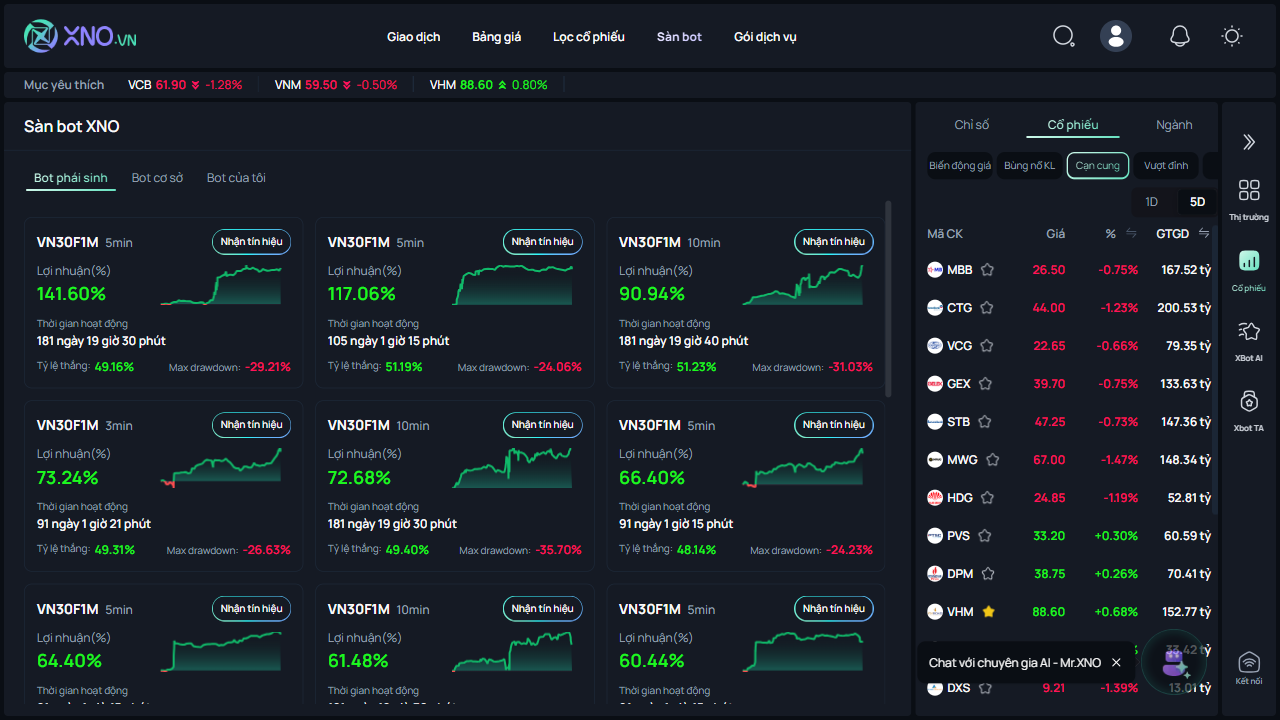 XNO.VN
Giao dịch Bảng giá Lọc cổ phiếu Sàn bot Gói dịch vụ
Mục yêu thích VCB 61.90 -1.28% VNM 59.50 -0.50% VHM 88.60 0.80%
Sàn bot XNO
Bot phái sinh Bot cơ sở Bot của tôi
VN30F1M 5min Nhận tín hiệu
Lợi nhuận(%)
141.60%
Thời gian hoạt động
181 ngày 19 giờ 30 phút
Tỷ lệ thắng: 49.16% Max drawdown: -29.21%
VN30F1M 5min Nhận tín hiệu
Lợi nhuận(%)
117.06%
Thời gian hoạt động
105 ngày 1 giờ 15 phút
Tỷ lệ thắng: 51.19% Max drawdown: -24.06%
VN30F1M 10min Nhận tín hiệu
Lợi nhuận(%)
90.94%
Thời gian hoạt động
181 ngày 19 giờ 40 phút
Tỷ lệ thắng: 51.23% Max drawdown: -31.03%
VN30F1M 3min Nhận tín hiệu
Lợi nhuận(%)
73.24%
Thời gian hoạt động
91 ngày 1 giờ 21 phút
Tỷ lệ thắng: 49.31% Max drawdown: -26.63%
VN30F1M 10min Nhận tín hiệu
Lợi nhuận(%)
72.68%
Thời gian hoạt động
181 ngày 19 giờ 30 phút
Tỷ lệ thắng: 49.40% Max drawdown: -35.70%
VN30F1M 5min Nhận tín hiệu
Lợi nhuận(%)
66.40%
Thời gian hoạt động
91 ngày 1 giờ 15 phút
Tỷ lệ thắng: 48.14% Max drawdown: -24.23%
VN30F1M 5min Nhận tín hiệu
Lợi nhuận(%)
64.40%
Thời gian hoạt động
VN30F1M 10min Nhận tín hiệu
Lợi nhuận(%)
61.48%
Thời gian hoạt động
VN30F1M 5min Nhận tín hiệu
Lợi nhuận(%)
60.44%
Thời gian hoạt động
Chỉ số Cổ phiếu Ngành
Biến động giá Bùng nổ KL Cạn cung Vượt đỉnh
1D 5D
Mã CK Giá % GTGD
MBB 26.50 -0.75% 167.52 tỷ
CTG 44.00 -1.23% 200.53 tỷ
VCG 22.65 -0.66% 79.35 tỷ
GEX 39.70 -0.75% 133.63 tỷ
STB 47.25 -0.73% 147.36 tỷ
MWG 67.00 -1.47% 148.34 tỷ
HDG 24.85 -1.19% 52.81 tỷ
PVS 33.20 +0.30% 60.59 tỷ
DPM 38.75 +0.26% 70.41 tỷ
VHM 88.60 +0.68% 152.77 tỷ
33.42 tỷ
DXS 9.21 -1.39% 13.01 tỷ
Chat với chuyên gia AI - Mr.XNO
Thị trường
Cổ phiếu
XBot AI
Xbot TA
Kết nối